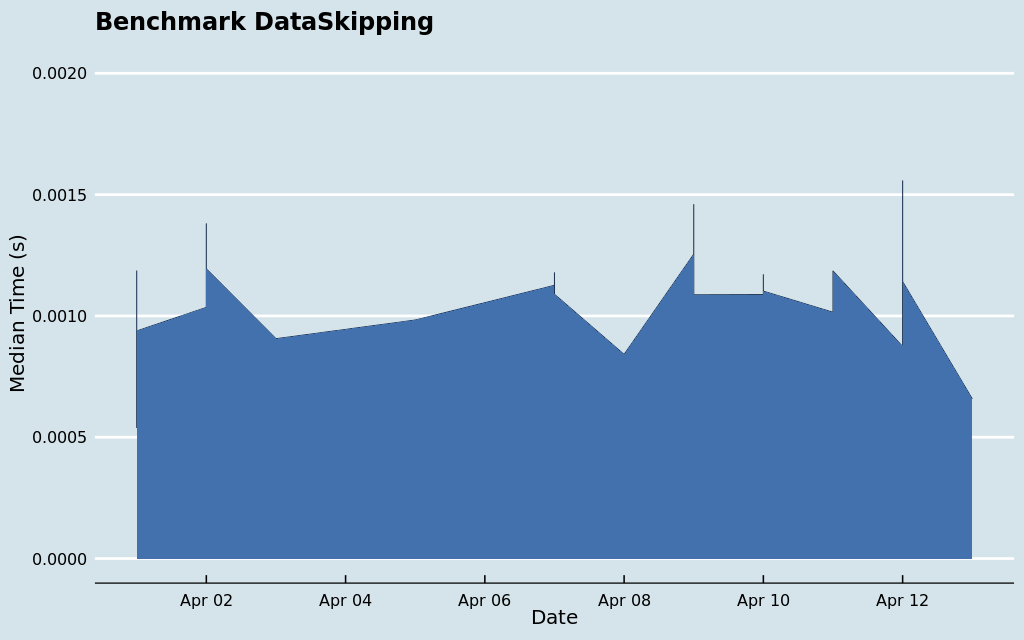 Benchmark DataSkipping
0.0020
0.0015
0.0010
0.0005
0.0000
Median Time (s)
Apr 02
Apr 04
Apr 06
Apr 08
Apr 10
Apr 12
Date